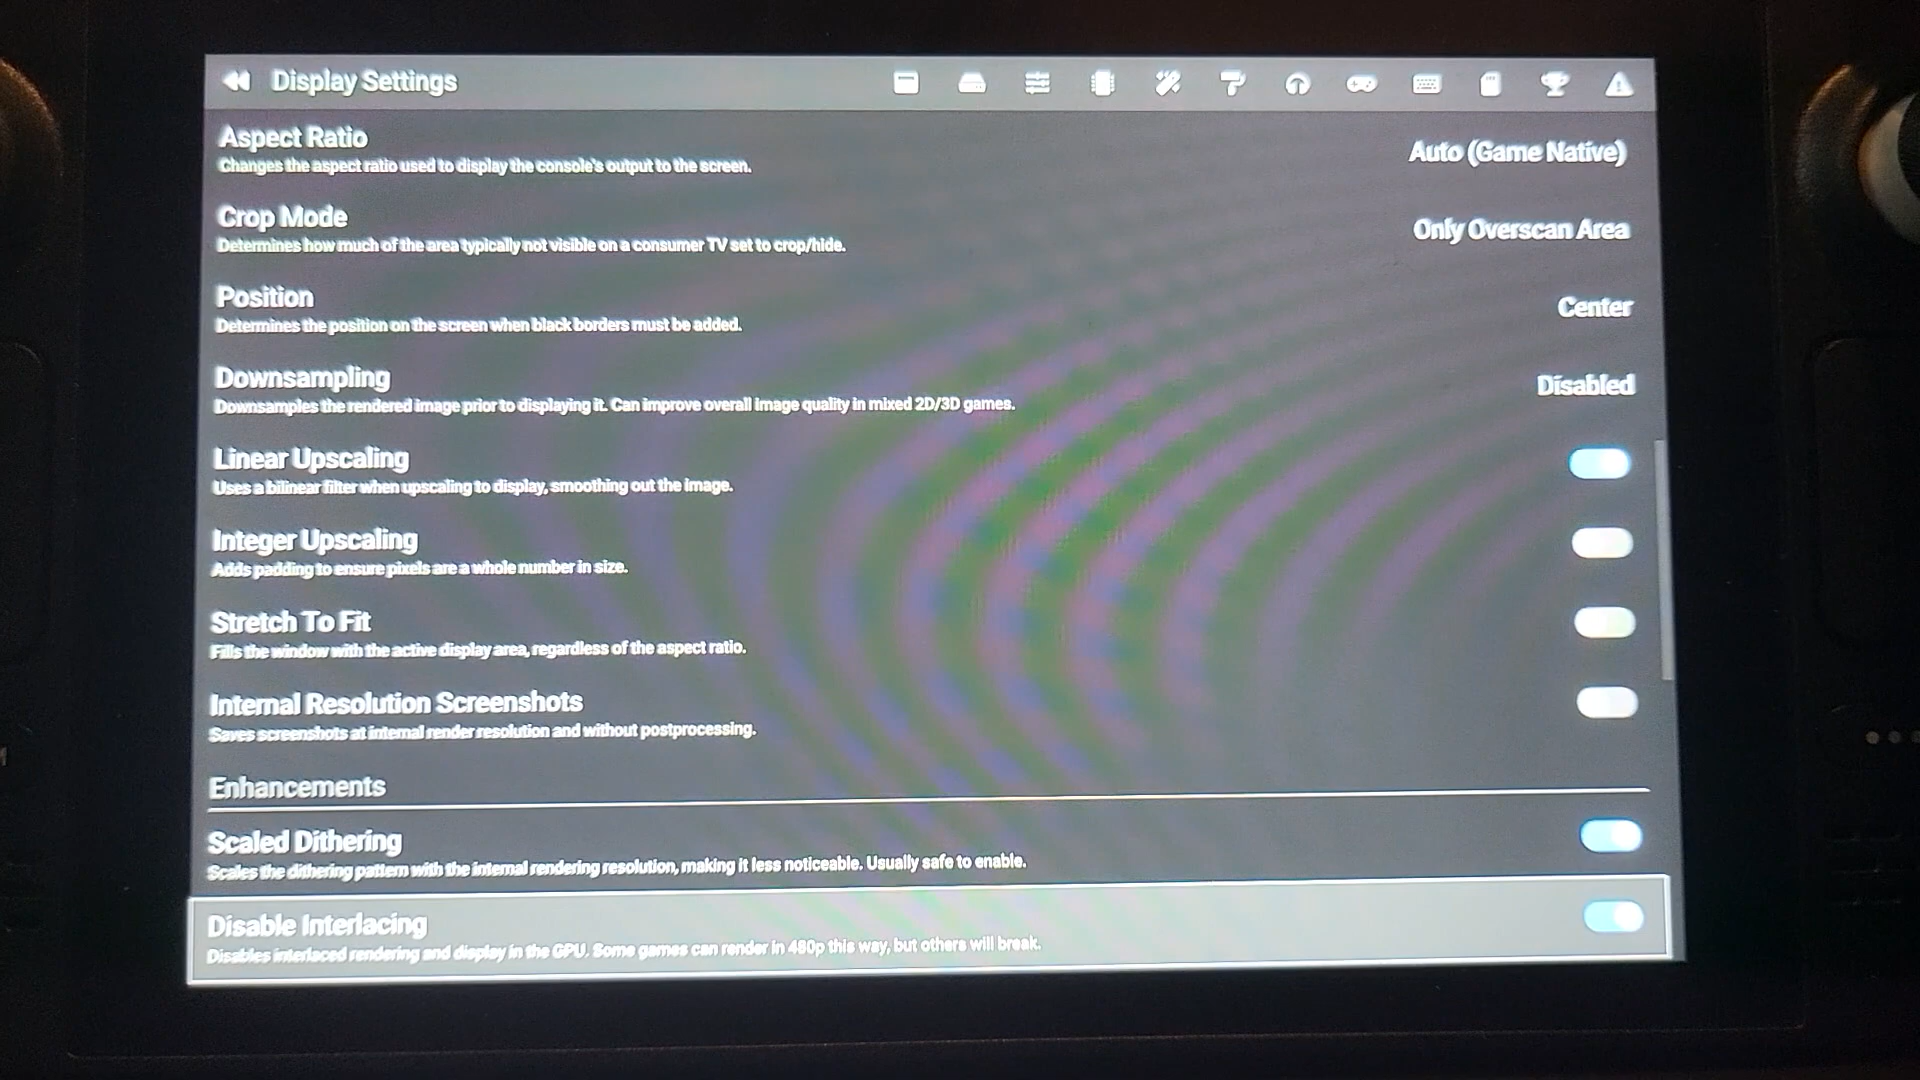 Display Settings
Aspect Ratio
Changes the aspect ratio used to display the console's output to the screen.
Auto (Game Native)
Crop Mode
Determines how much of the area typically not visible on a consumer TV set to crop/hide.
Only Overscan Area
Position
Determines the position on the screen when black borders must be added.
Center
Downsampling
Downsamples the rendered image prior to displaying it. Can improve overall image quality in mixed 2D/3D games.
Disabled
Linear Upscaling
Uses a bilinear filter when upscaling to display, smoothing out the image.
Integer Upscaling
Adds padding to ensure pixels are a whole number in size.
Stretch To Fit
Fills the window with the active display area, regardless of the aspect ratio.
Internal Resolution Screenshots
Saves screenshots at internal render resolution and without postprocessing.
Enhancements
Scaled Dithering
Scales the dithering pattern with the internal rendering resolution, making it less noticeable. Usually safe to enable.
Disable Interlacing
Disables interlaced rendering and display in the GPU. Some games can render in 480p this way, but others will break.